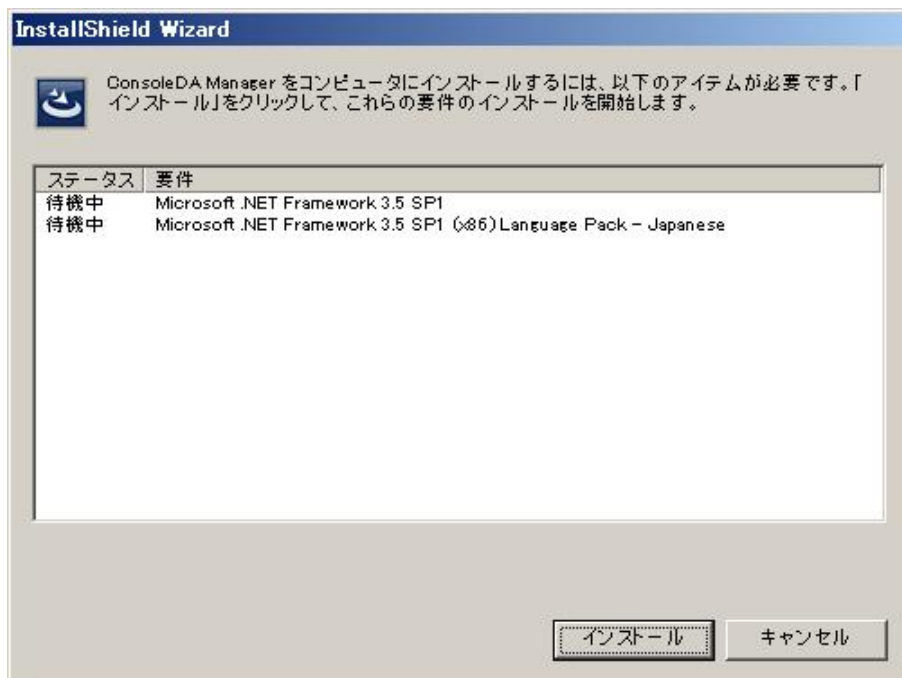 InstallShield Wizard
ConsoleDA Manager をコンピュータにインストールするには、以下のアイテムが必要です。「
インストール」をクリックして、これらの要件のインストールを開始します。
ステータス 要件
待機中 Microsoft .NET Framework 3.5 SP1
待機中 Microsoft .NET Framework 3.5 SP1 (x86) Language Pack - Japanese
インストール キャンセル